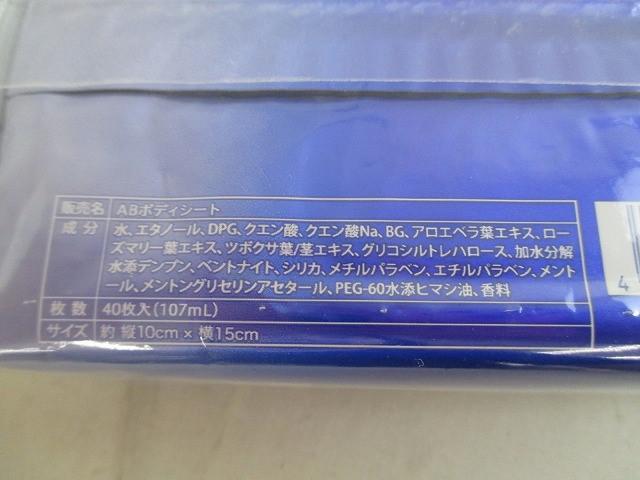 販売名 ABボディシート
成分 水、エタノール、DPG、クエン酸、クエン酸Na、BG、アロエベラ葉エキス、ロー
ズマリー葉エキス、ツボクサ葉/茎エキス、グリコシルトレハロース、加水分解
水添デンプン、ベントナイト、シリカ、メチルパラベン、エチルパラベン、メント
ール、メントングリセリンアセタール、PEG-60水添ヒマシ油、香料
枚数 40枚入(107mL)
サイズ 約 縦10cm×横15cm
4